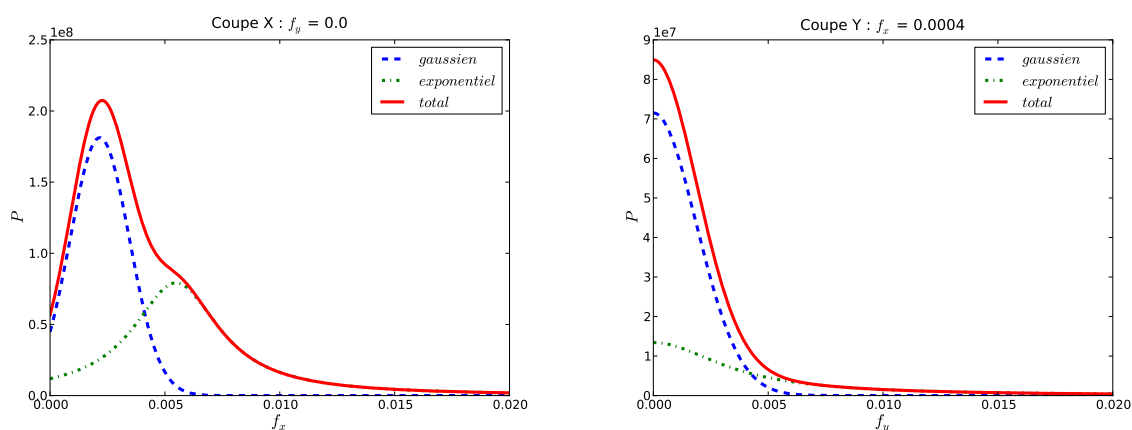 Coupe X : f_y = 0.0
1e8
2.5
2.0
1.5
1.0
0.5
0.0
P
0.000 0.005 0.010 0.015 0.020
f_x
gaussien
exponentiel
total
Coupe Y : f_x = 0.0004
1e7
9
8
7
6
5
4
3
2
1
0
P
0.000 0.005 0.010 0.015 0.020
f_y
gaussien
exponentiel
total